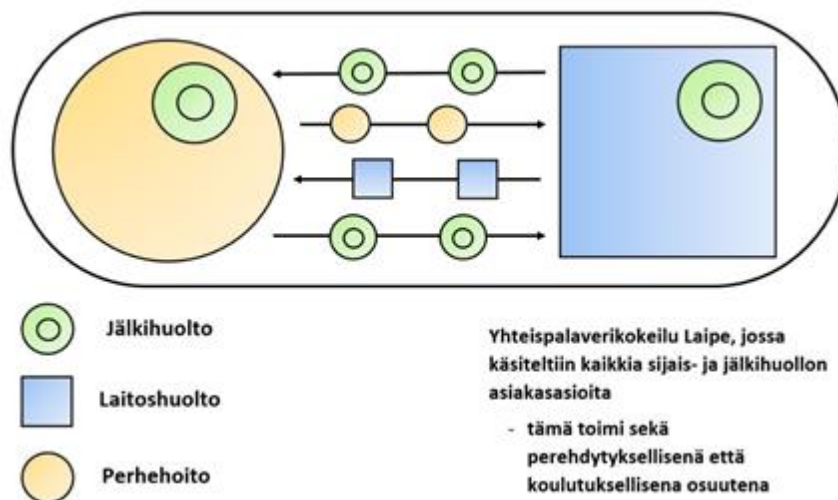 Jälkihuolto
Laitoshuolto
Perhehoito
Yhteispalaverikokeilu Laipe, jossa
käsiteltiin kaikkia sijais- ja jälkihuollon
asiakasasioita
- tämä toimi sekä
perehdytyksellisenä että
koulutuksellisena osuutena